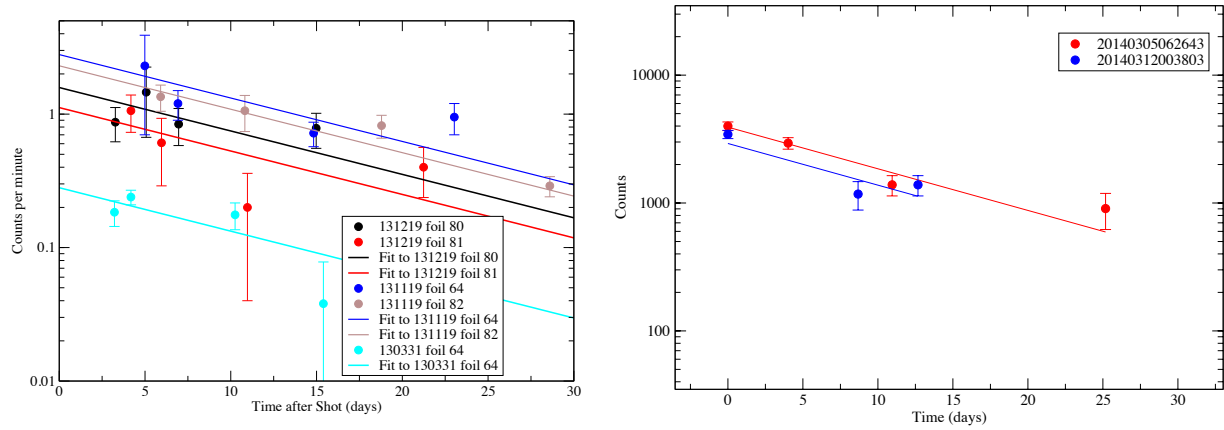 1
0.1
0.01
Counts per minute
0 5 10 15 20 25 30
Time after Shot (days)
131219 foil 80
131219 foil 81
Fit to 131219 foil 80
Fit to 131219 foil 81
131119 foil 64
131119 foil 82
Fit to 131119 foil 64
Fit to 131119 foil 82
130331 foil 64
Fit to 130331 foil 64
10000
1000
100
Counts
0 5 10 15 20 25 30
Time (days)
20140305062643
20140312003803